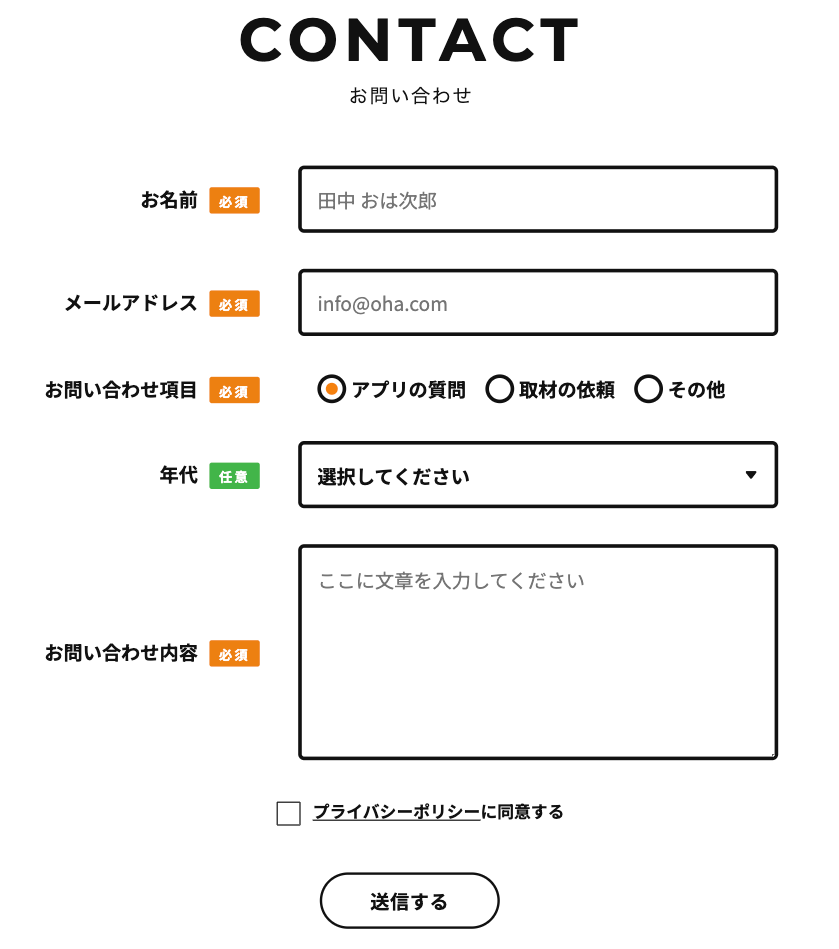 CONTACT
お問い合わせ
お名前 必須 田中 おは次郎
メールアドレス 必須 info@oha.com
お問い合わせ項目 必須 アプリの質問 取材の依頼 その他
年代 任意 選択してください
ここに文章を入力してください
お問い合わせ内容 必須
プライバシーポリシーに同意する
送信する